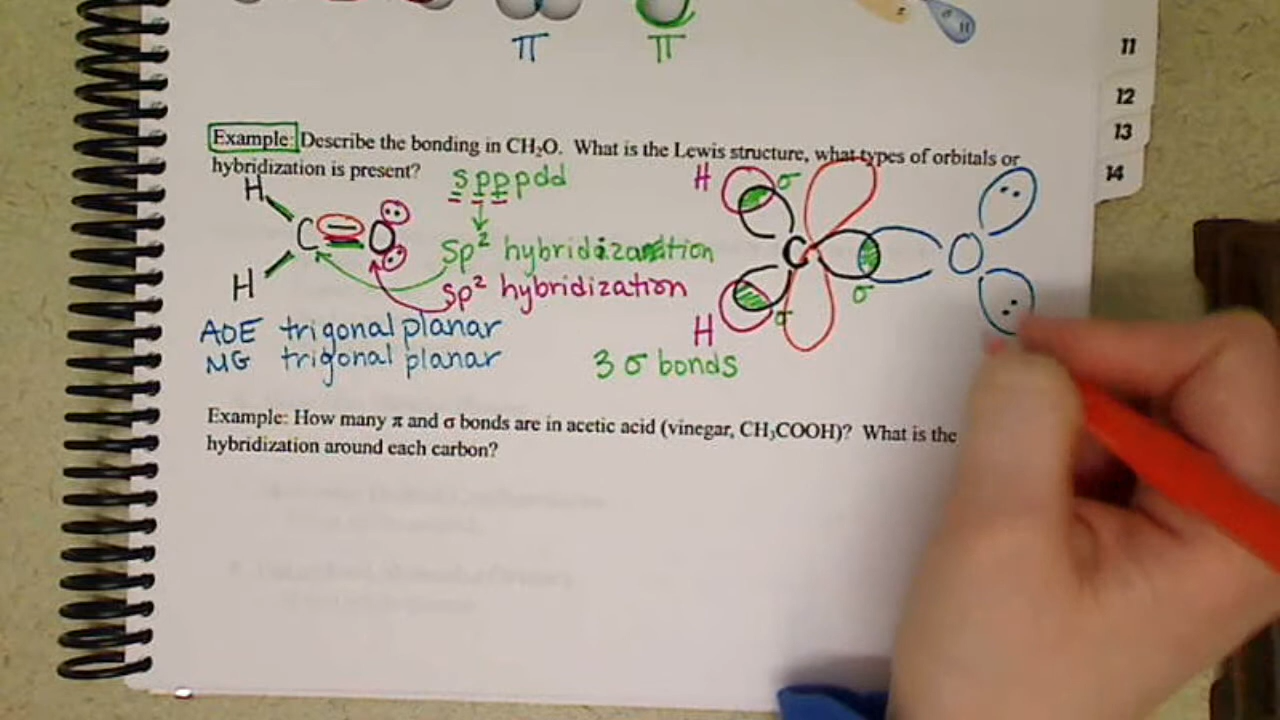 π π
11
12
13
14
Example: Describe the bonding in CH₂O. What is the Lewis structure, what types of orbitals or
hybridization is present?
s p p p d d
H
C O
H
sp² hybridization
sp² hybridization
AOE trigonal planar
MG trigonal planar
H σ
C O
σ
H σ
3 σ bonds
Example: How many π and σ bonds are in acetic acid (vinegar, CH₃COOH)? What is the
hybridization around each carbon?